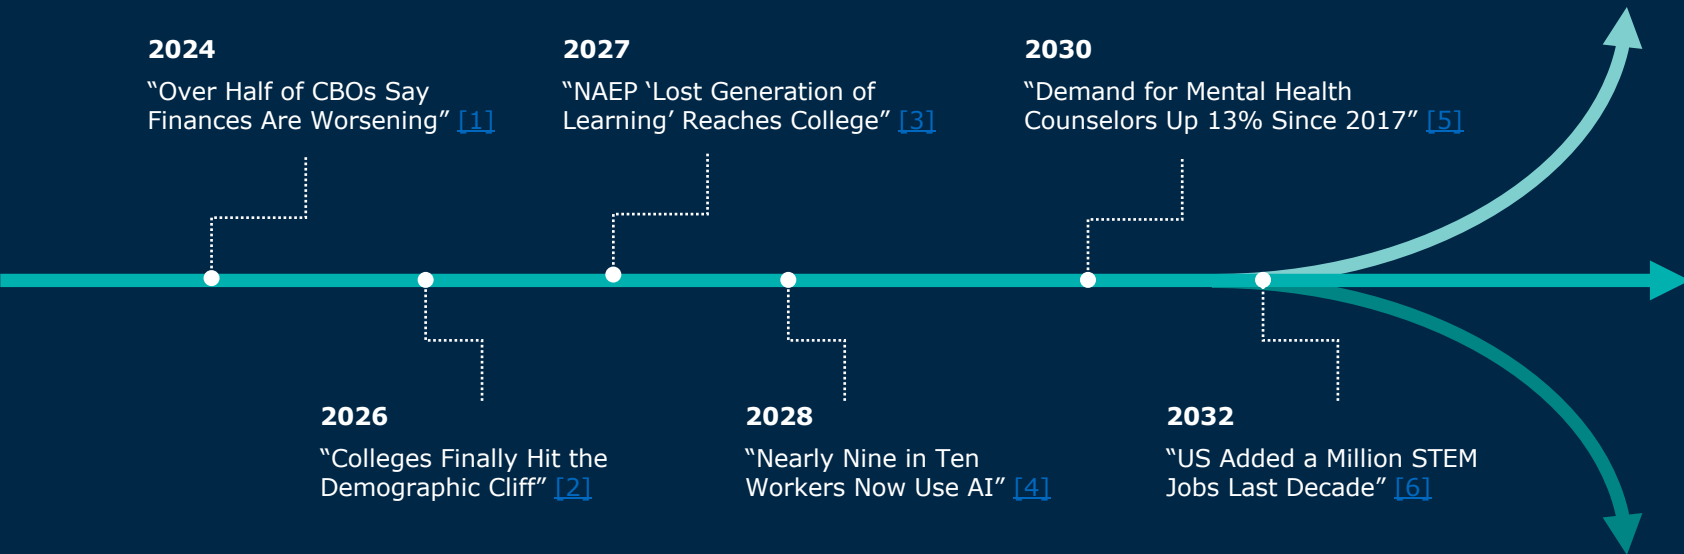 2024
“Over Half of CBOs Say
Finances Are Worsening” [1]
2027
“NAEP ‘Lost Generation of
Learning’ Reaches College” [3]
2030
“Demand for Mental Health
Counselors Up 13% Since 2017” [5]
2026
“Colleges Finally Hit the
Demographic Cliff” [2]
2028
“Nearly Nine in Ten
Workers Now Use AI” [4]
2032
“US Added a Million STEM
Jobs Last Decade” [6]